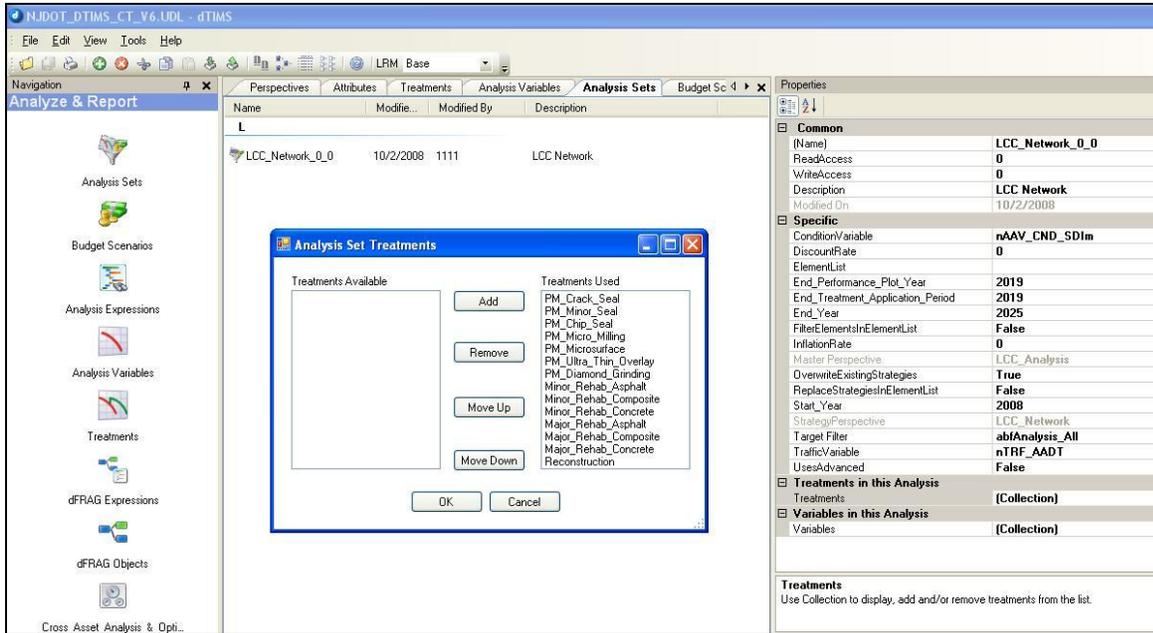 NJDOT_DTIMS_CT_V6.UDL - dTIMS
File Edit View Tools Help
LRM Base
Navigation
Analyze & Report
Analysis Sets
Budget Scenarios
Analysis Expressions
Analysis Variables
Treatments
dFRAG Expressions
dFRAG Objects
Cross Asset Analysis & Opti...
Perspectives Attributes Treatments Analysis Variables Analysis Sets Budget Sc
Name Modifie... Modified By Description
L
LCC_Network_0_0 10/2/2008 1111 LCC Network
Analysis Set Treatments
Treatments Available
Add
Remove
Move Up
Move Down
Treatments Used
PM_Crack_Seal
PM_Minor_Seal
PM_Chip_Seal
PM_Micro_Milling
PM_Microsurface
PM_Ultra_Thin_Overlay
PM_Diamond_Grinding
Minor_Rehab_Asphalt
Minor_Rehab_Composite
Minor_Rehab_Concrete
Major_Rehab_Asphalt
Major_Rehab_Composite
Major_Rehab_Concrete
Reconstruction
OK Cancel
Properties
Common
(Name) LCC_Network_0_0
ReadAccess 0
WriteAccess 0
Description LCC Network
Modified On 10/2/2008
Specific
ConditionVariable nAAV_CND_SDIm
DiscountRate 0
ElementList
End_Performance_Plot_Year 2019
End_Treatment_Application_Period 2019
End_Year 2025
FilterElementsInElementList False
InflationRate 0
Master Perspective LCC_Analysis
OverwriteExistingStrategies True
ReplaceStrategiesInElementList False
Start_Year 2008
StrategyPerspective LCC_Network
Target Filter abfAnalysis_All
TrafficVariable nTRF_AADT
UsesAdvanced False
Treatments in this Analysis
Treatments (Collection)
Variables in this Analysis
Variables (Collection)
Treatments
Use Collection to display, add and/or remove treatments from the list.